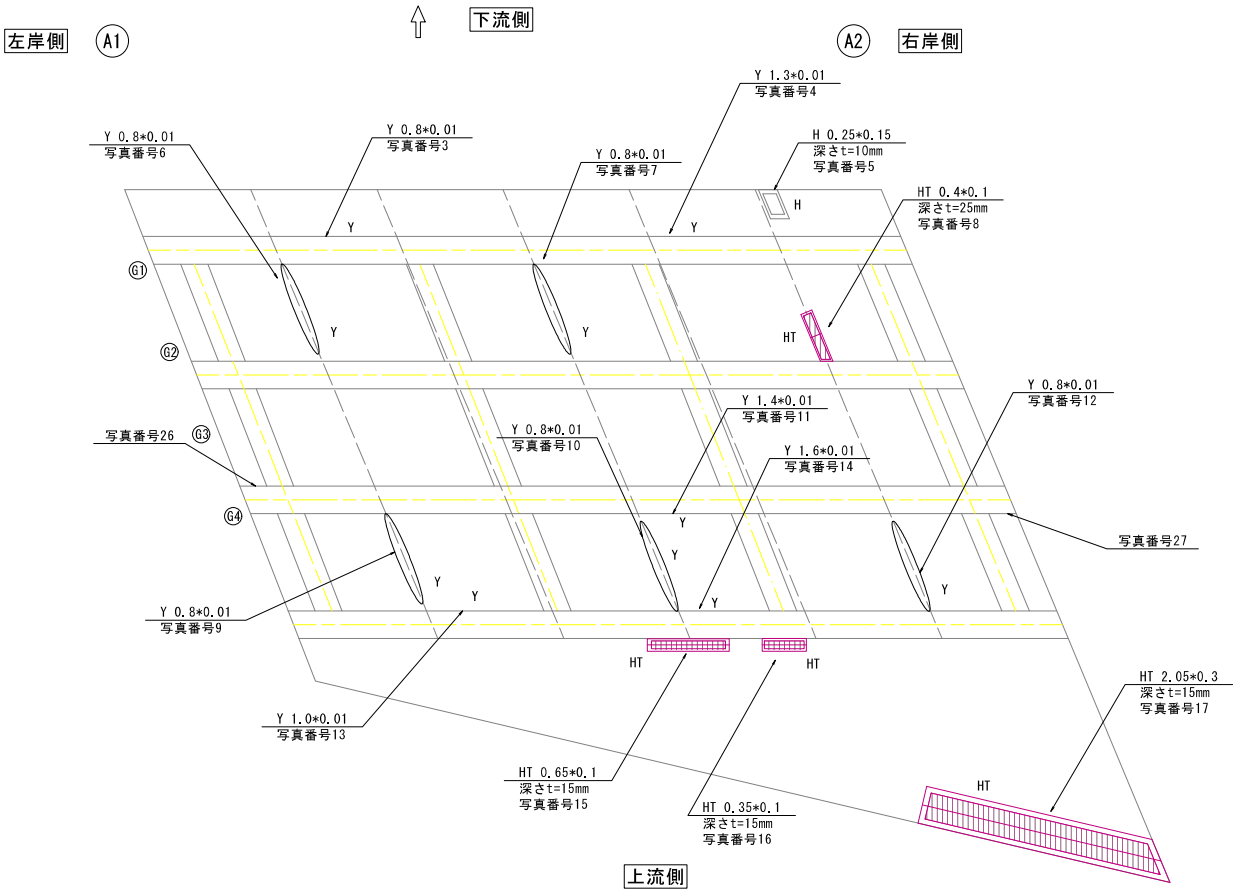 下流側
左岸側
A1
A2
右岸側
Y 1.3*0.01
写真番号4
Y 0.8*0.01
写真番号3
Y 0.8*0.01
写真番号6
H 0.25*0.15
深さt=10mm
写真番号5
Y 0.8*0.01
写真番号7
HT 0.4*0.1
深さt=25mm
写真番号8
H
Y
Y
G1
Y
Y
HT
G2
Y 0.8*0.01
写真番号12
Y 1.4*0.01
写真番号11
写真番号26
G3
Y 0.8*0.01
写真番号10
Y 1.6*0.01
写真番号14
G4
Y
写真番号27
Y
Y
Y
Y
Y
Y 0.8*0.01
写真番号9
HT
HT
HT 2.05*0.3
深さt=15mm
写真番号17
Y 1.0*0.01
写真番号13
HT 0.65*0.1
深さt=15mm
写真番号15
HT
HT 0.35*0.1
深さt=15mm
写真番号16
上流側